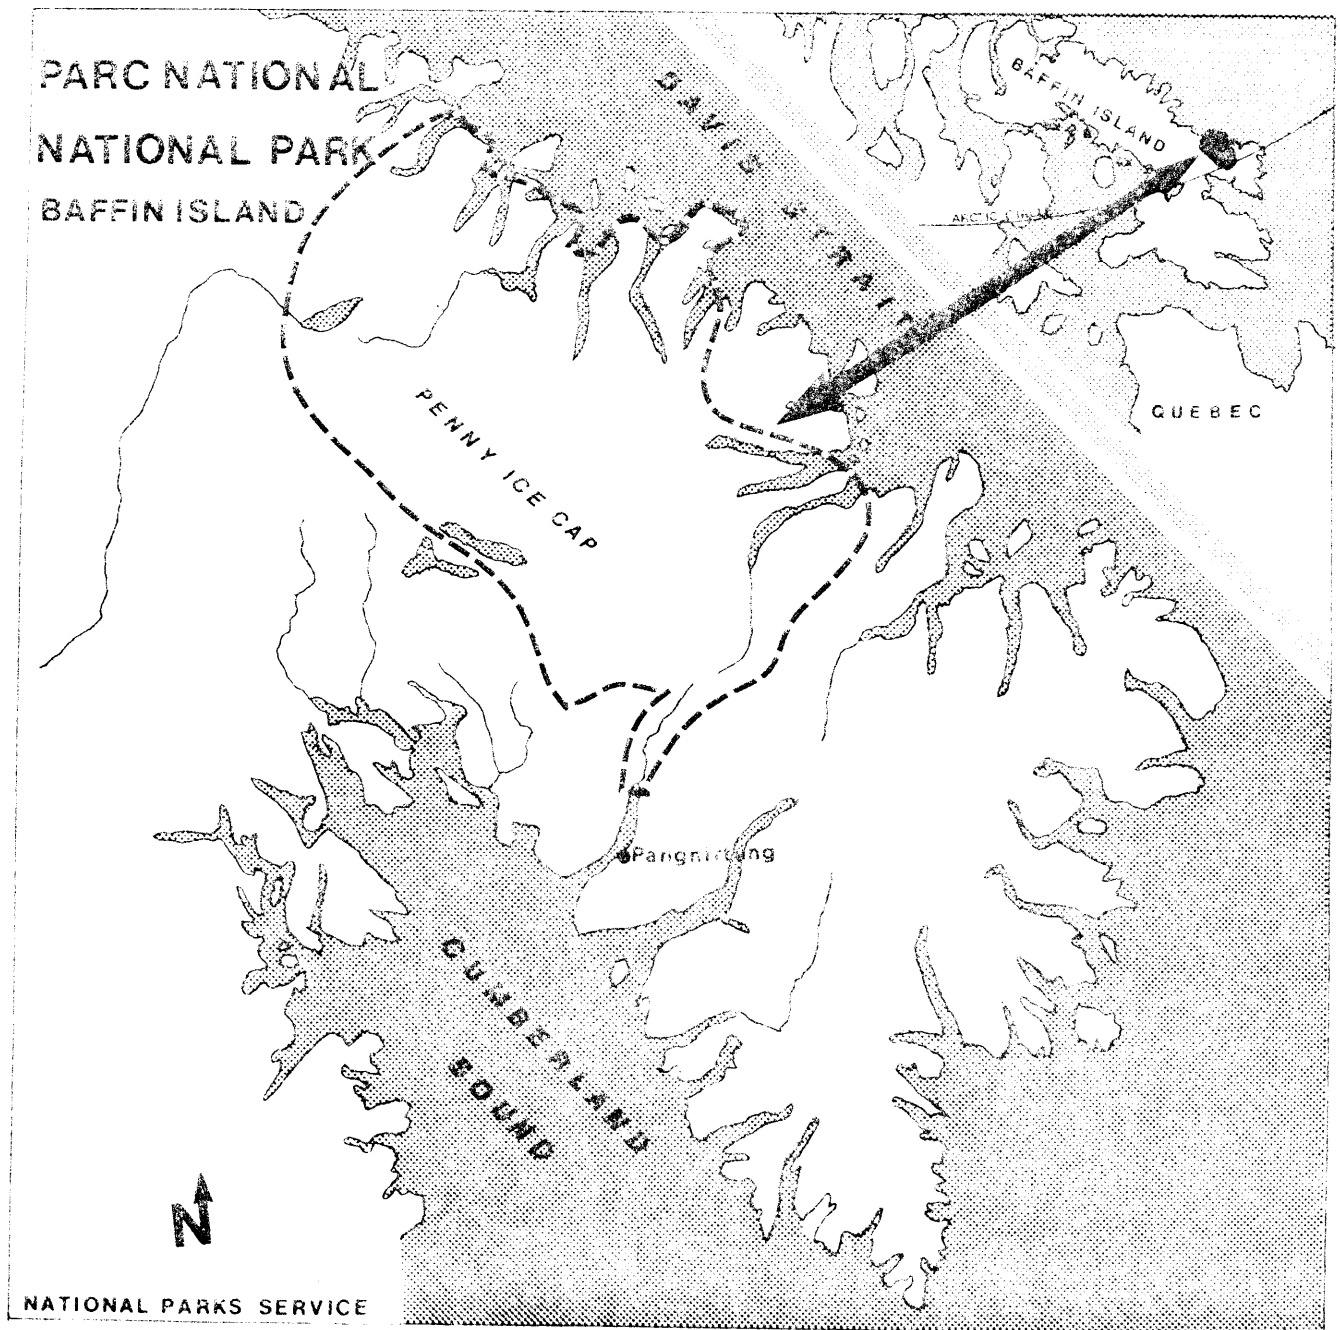 PARC NATIONAL
NATIONAL PARK
BAFFIN ISLAND
DAVIS STRAIT
BAFFIN ISLAND
ARCTIC CIRCLE
QUEBEC
PENNY ICE CAP
Pangnirtung
CUMBERLAND
SOUND
N
NATIONAL PARKS SERVICE